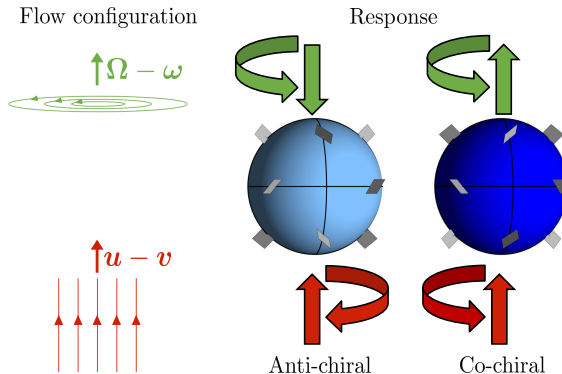 Flow configuration
Response
Ω − ω
u − v
Anti-chiral
Co-chiral